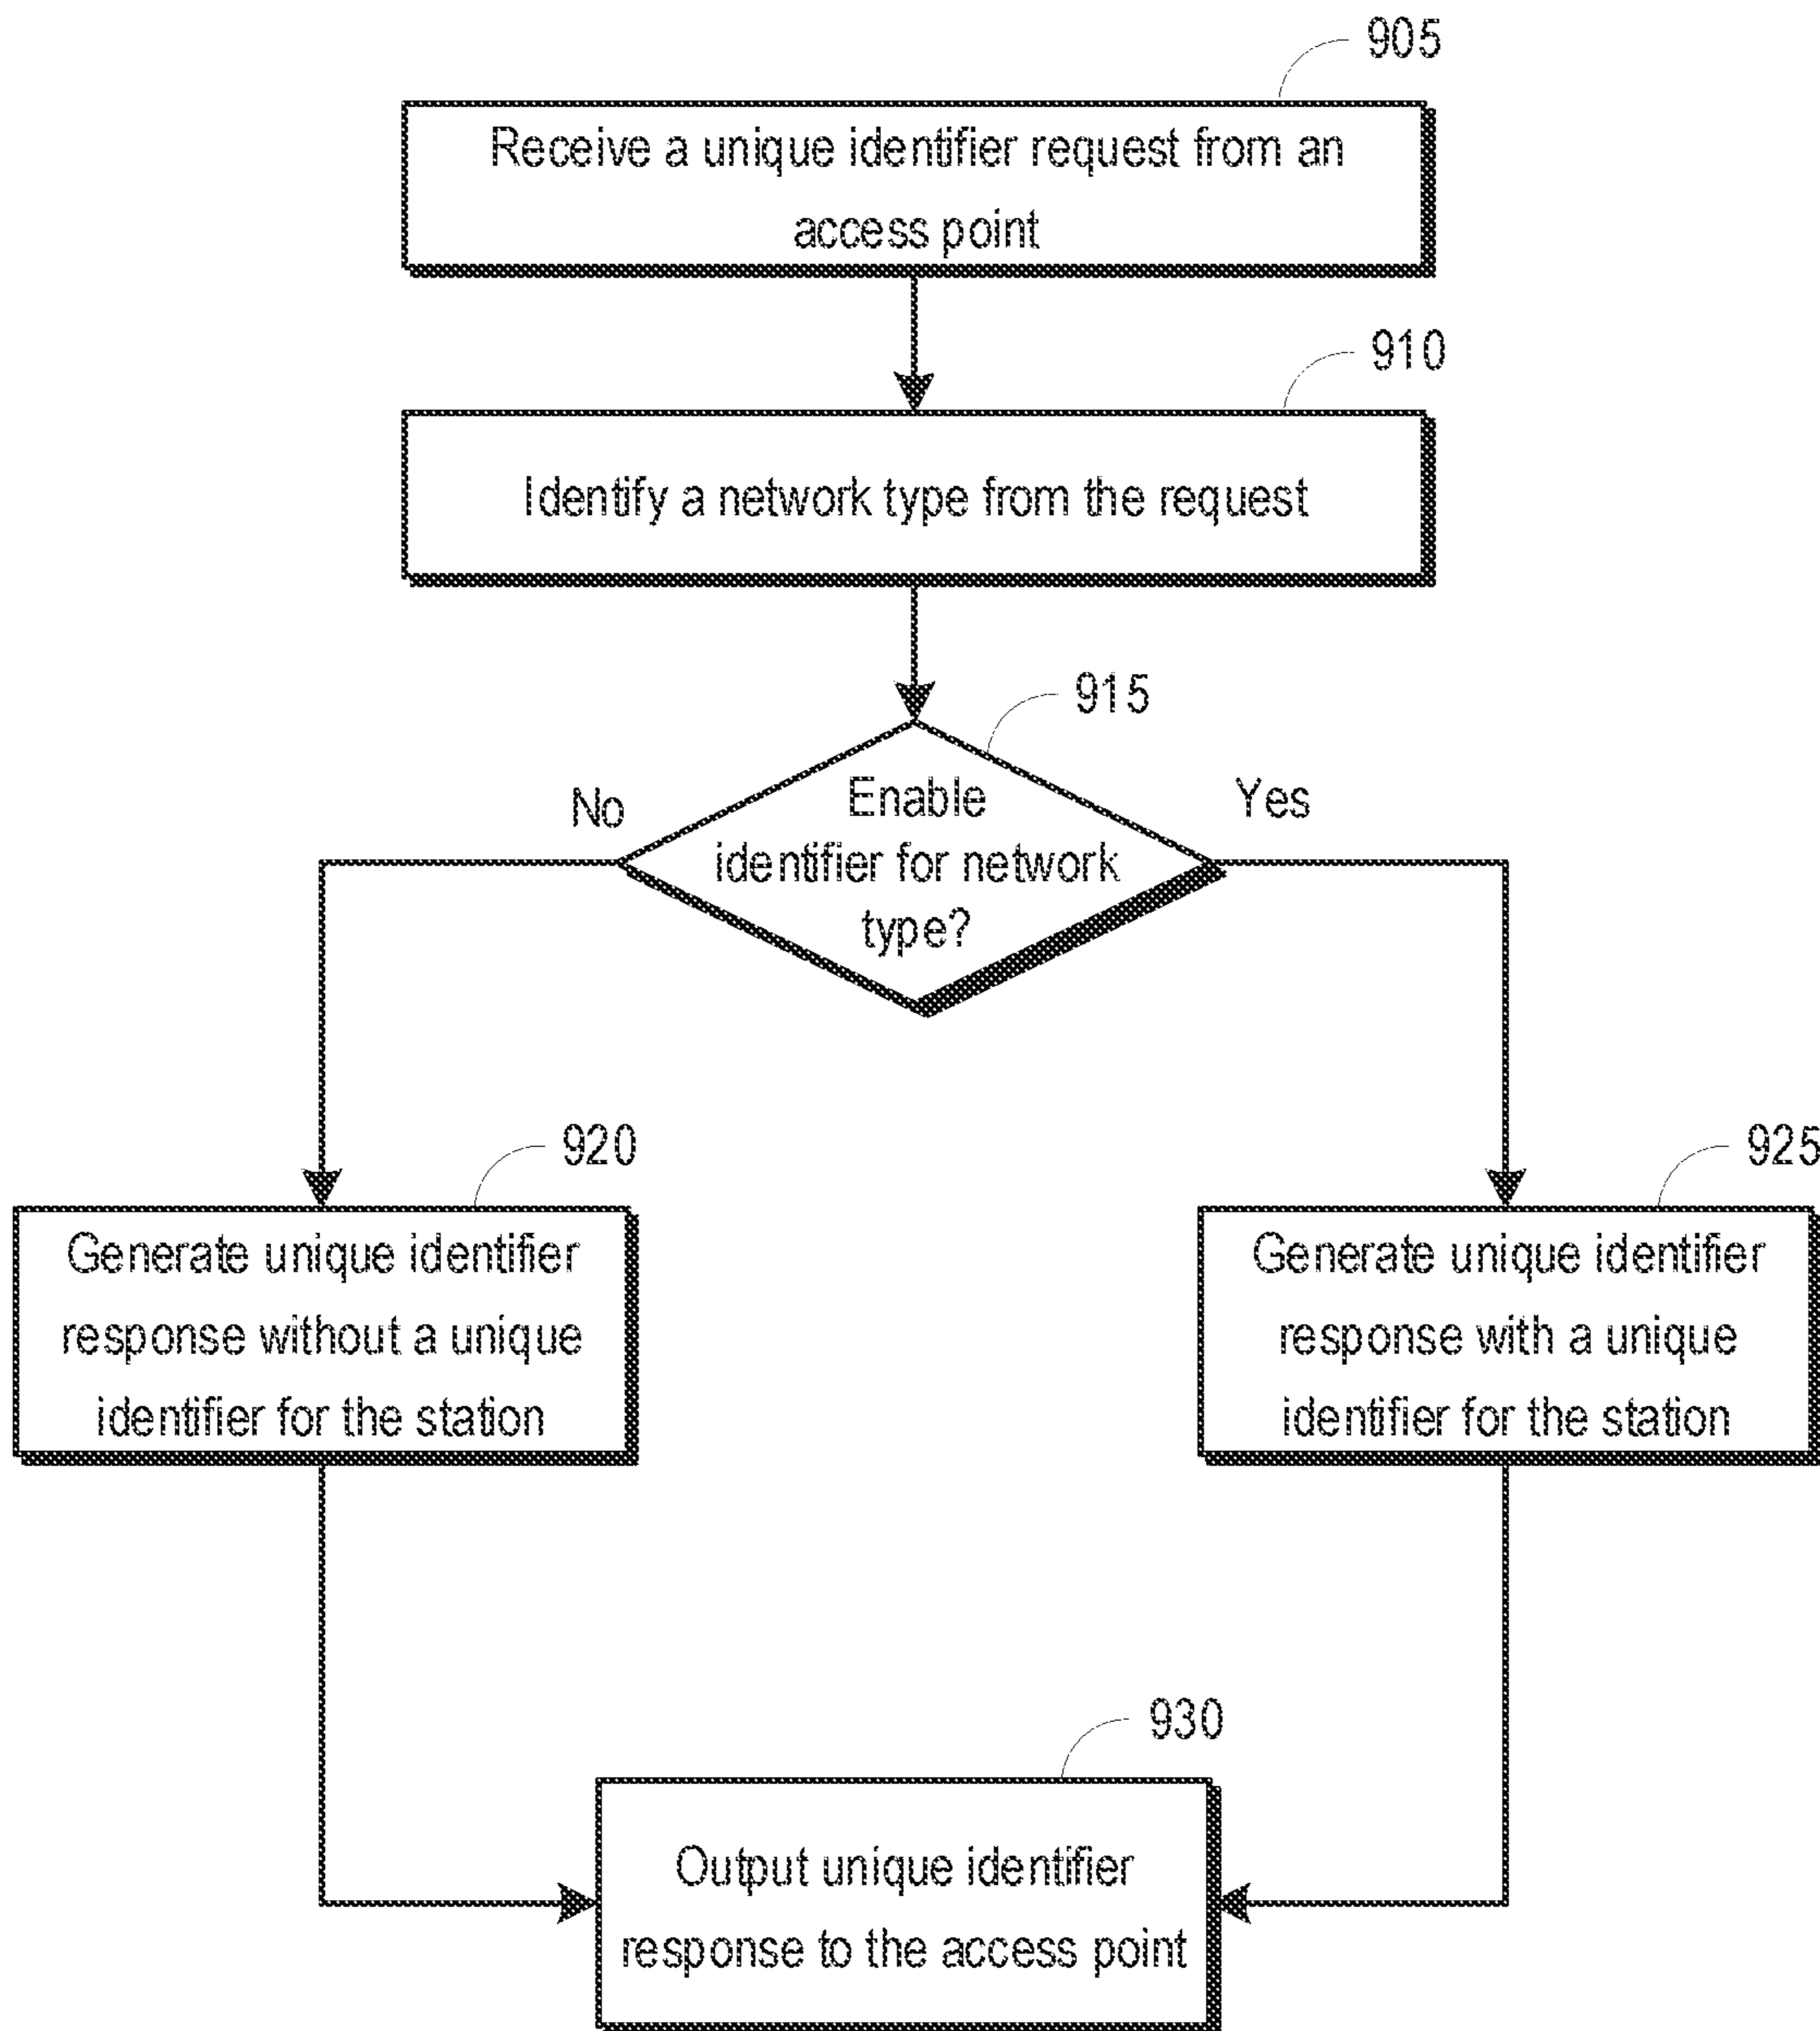 905
Receive a unique identifier request from an
access point
910
Identify a network type from the request
915
No
Enable
Yes
identifier for network
type?
920
925
Generate unique identifier
response without a unique
identifier for the station
Generate unique identifier
response with a unique
identifier for the station
930
Output unique identifier
response to the access point